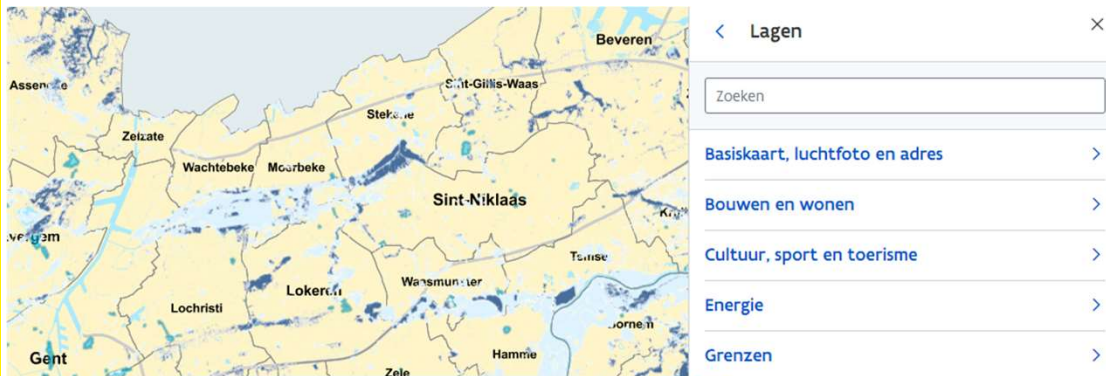 Beveren
Sint-Gillis-Waas
Stekene
Zelzate
Wachtebeke
Moerbeke
Sint-Niklaas
Temse
Waasmunster
Lokeren
Lochristi
Gent
Hamme
Zele
Lagen
Zoeken
Basiskaart, luchtfoto en adres
Bouwen en wonen
Cultuur, sport en toerisme
Energie
Grenzen